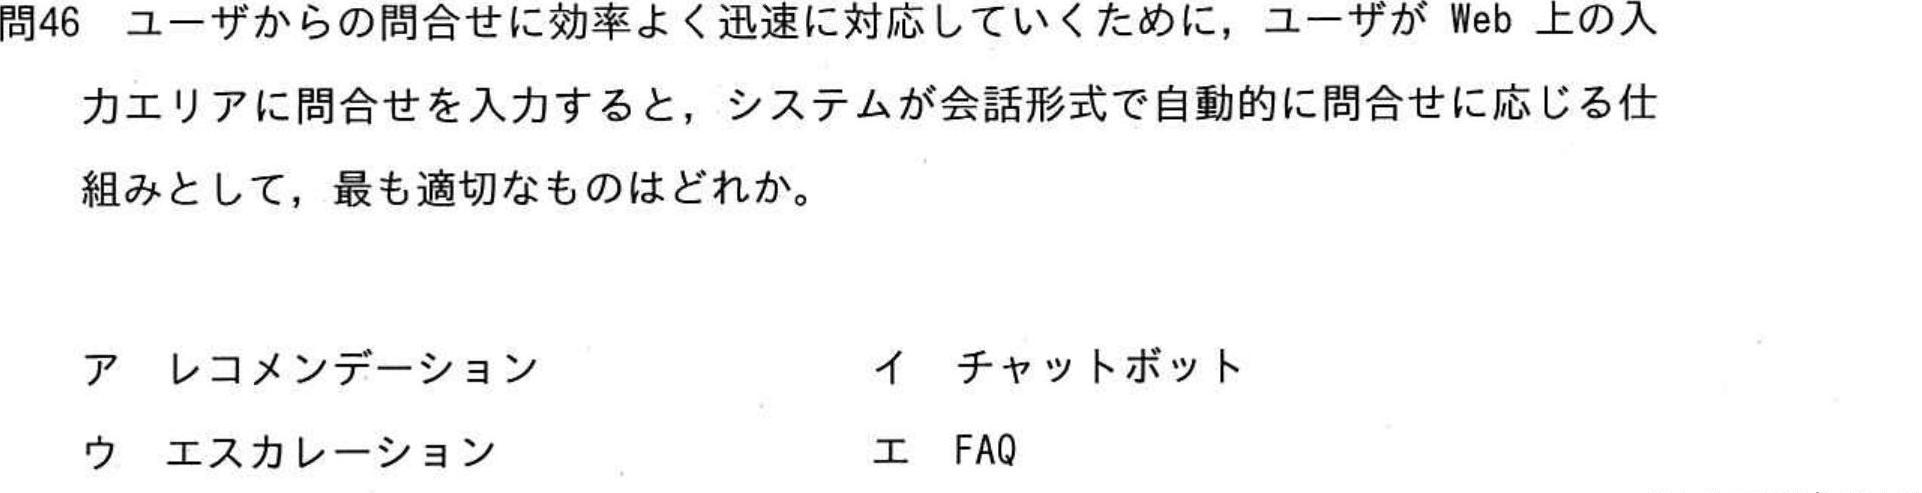 問46 ユーザからの問合せに効率よく迅速に対応していくために，ユーザが Web 上の入
力エリアに問合せを入力すると，システムが会話形式で自動的に問合せに応じる仕
組みとして，最も適切なものはどれか。
ア レコメンデーション イ チャットボット
ウ エスカレーション エ FAQ